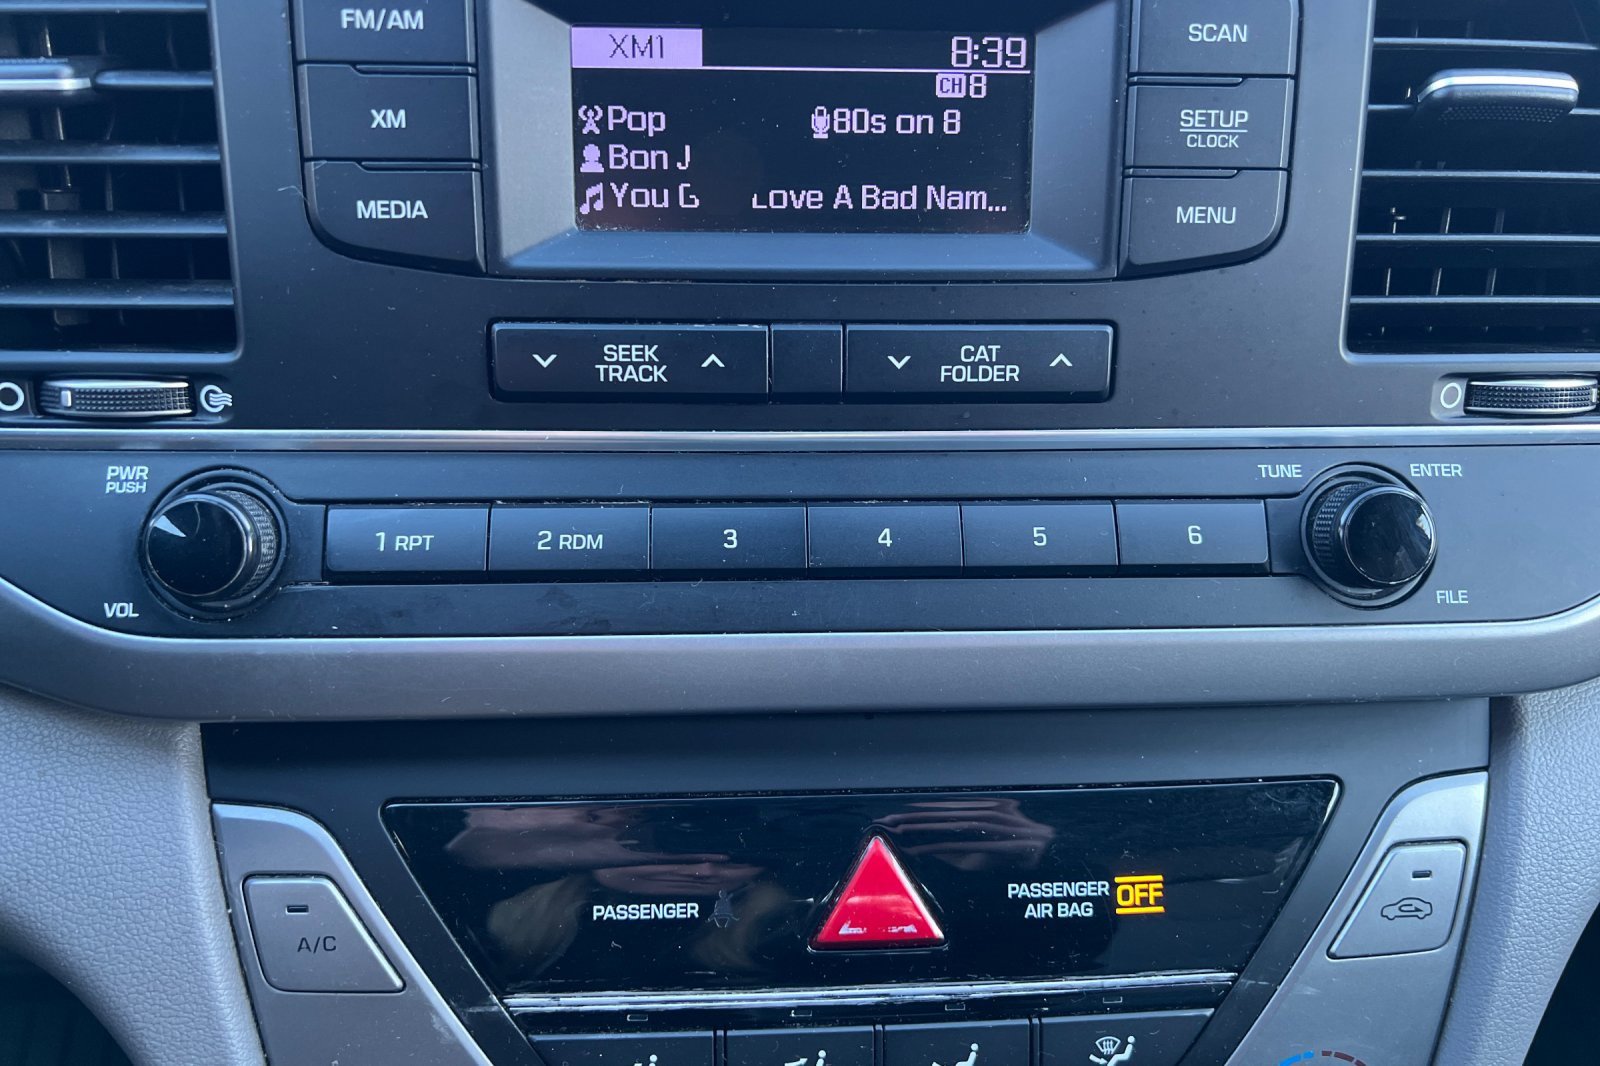 FM/AM
XM
MEDIA
XM1 8:39
CH 8
Pop 80s on 8
Bon J
You G Love A Bad Nam...
SCAN
SETUP
CLOCK
MENU
SEEK
TRACK
CAT
FOLDER
PWR
PUSH
VOL
1 RPT
2 RDM
3
4
5
6
TUNE
ENTER
FILE
PASSENGER
PASSENGER
AIR BAG
OFF
A/C